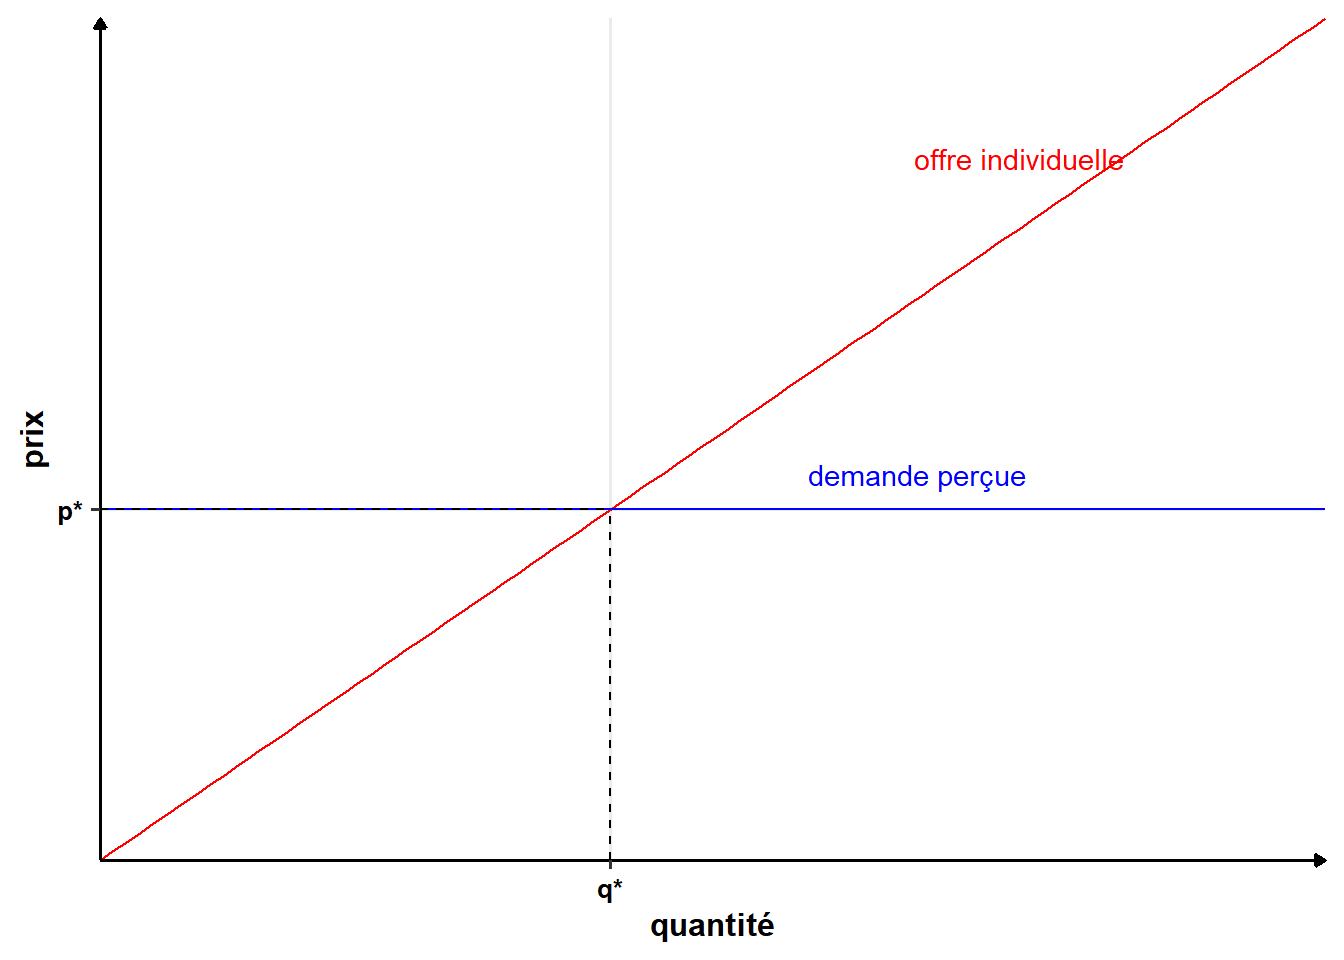 offre individuelle
demande perçue
prix
p*
q*
quantité